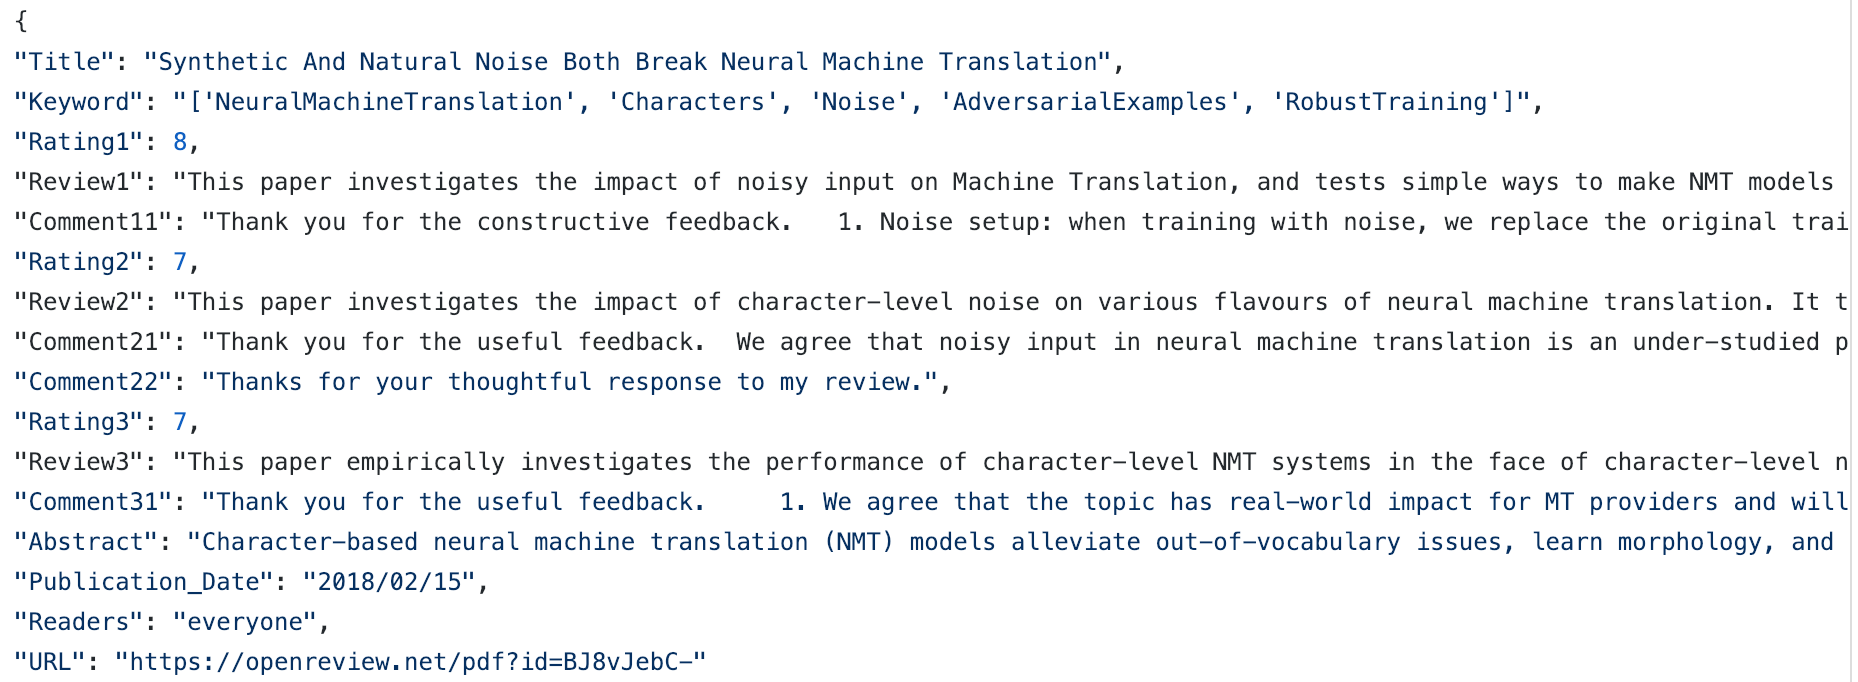 {
"Title": "Synthetic And Natural Noise Both Break Neural Machine Translation",
"Keyword": "['NeuralMachineTranslation', 'Characters', 'Noise', 'AdversarialExamples', 'RobustTraining']",
"Rating1": 8,
"Review1": "This paper investigates the impact of noisy input on Machine Translation, and tests simple ways to make NMT models
"Comment11": "Thank you for the constructive feedback.   1. Noise setup: when training with noise, we replace the original trai
"Rating2": 7,
"Review2": "This paper investigates the impact of character-level noise on various flavours of neural machine translation. It t
"Comment21": "Thank you for the useful feedback.  We agree that noisy input in neural machine translation is an under-studied p
"Comment22": "Thanks for your thoughtful response to my review.",
"Rating3": 7,
"Review3": "This paper empirically investigates the performance of character-level NMT systems in the face of character-level n
"Comment31": "Thank you for the useful feedback.     1. We agree that the topic has real-world impact for MT providers and will
"Abstract": "Character-based neural machine translation (NMT) models alleviate out-of-vocabulary issues, learn morphology, and
"Publication_Date": "2018/02/15",
"Readers": "everyone",
"URL": "https://openreview.net/pdf?id=BJ8vJebC-"